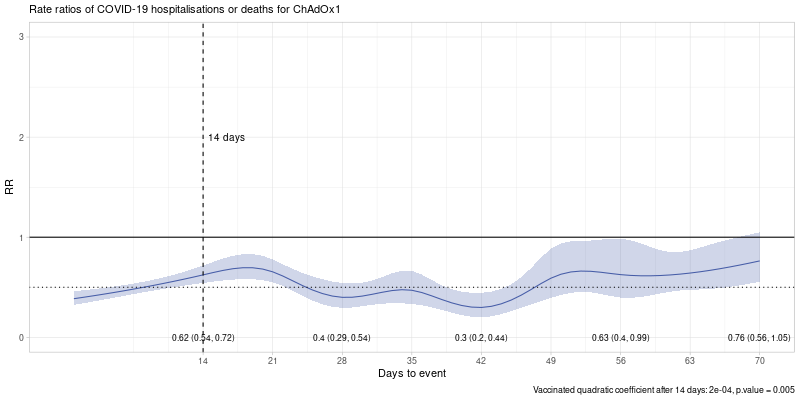 Rate ratios of COVID-19 hospitalisations or deaths for ChAdOx1
3
2
1
0
RR
14 days
0.62 (0.54, 0.72)
0.4 (0.29, 0.54)
0.3 (0.2, 0.44)
0.63 (0.4, 0.99)
0.76 (0.56, 1.05)
14 21 28 35 42 49 56 63 70
Days to event
Vaccinated quadratic coefficient after 14 days: 2e-04, p.value = 0.005